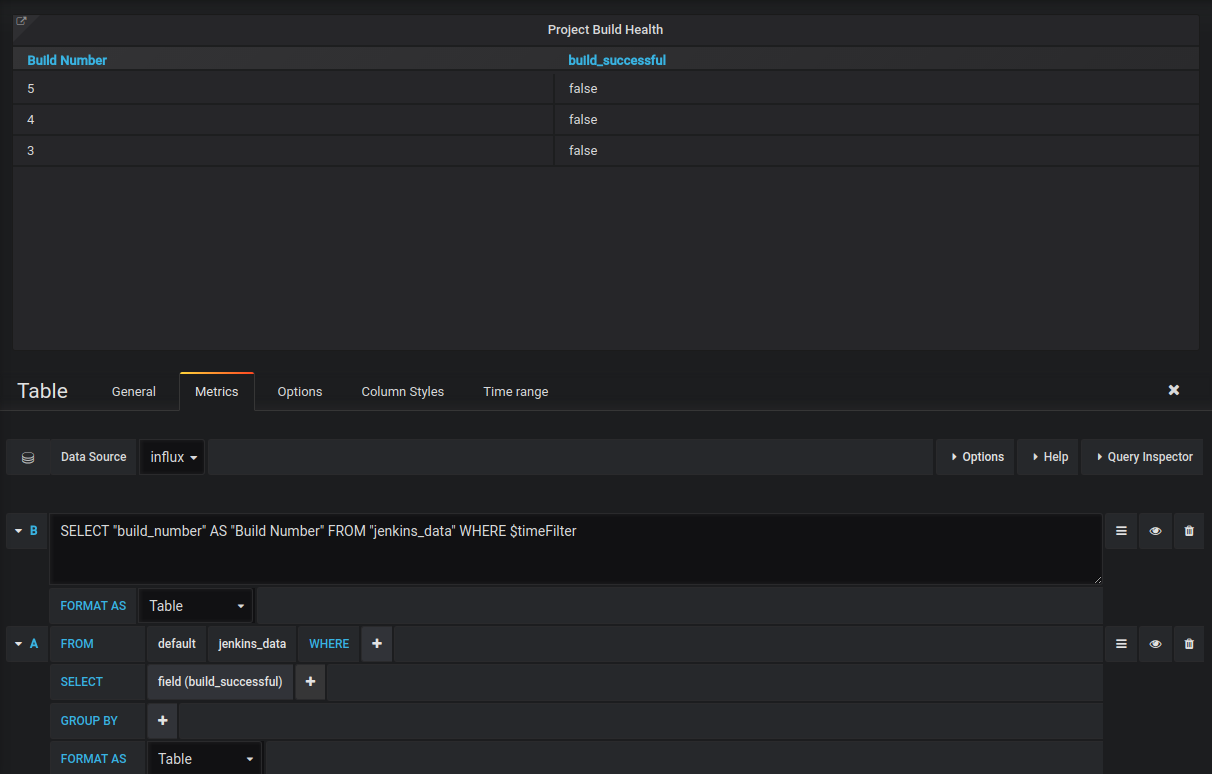 Project Build Health
Build Number build_successful
5 false
4 false
3 false
Table General Metrics Options Column Styles Time range
Data Source influx Options Help Query Inspector
B SELECT "build_number" AS "Build Number" FROM "jenkins_data" WHERE $timeFilter
FORMAT AS Table
A FROM default jenkins_data WHERE
SELECT field (build_successful)
GROUP BY
FORMAT AS Table